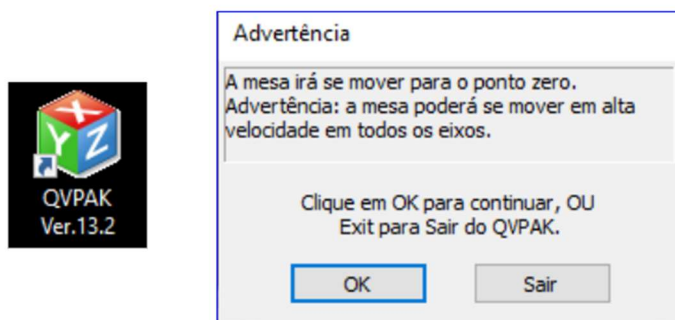 X
Y Z
QVPAK
Ver.13.2
Advertência
A mesa irá se mover para o ponto zero.
Advertência: a mesa poderá se mover em alta
velocidade em todos os eixos.
Clique em OK para continuar, OU
Exit para Sair do QVPAK.
OK Sair